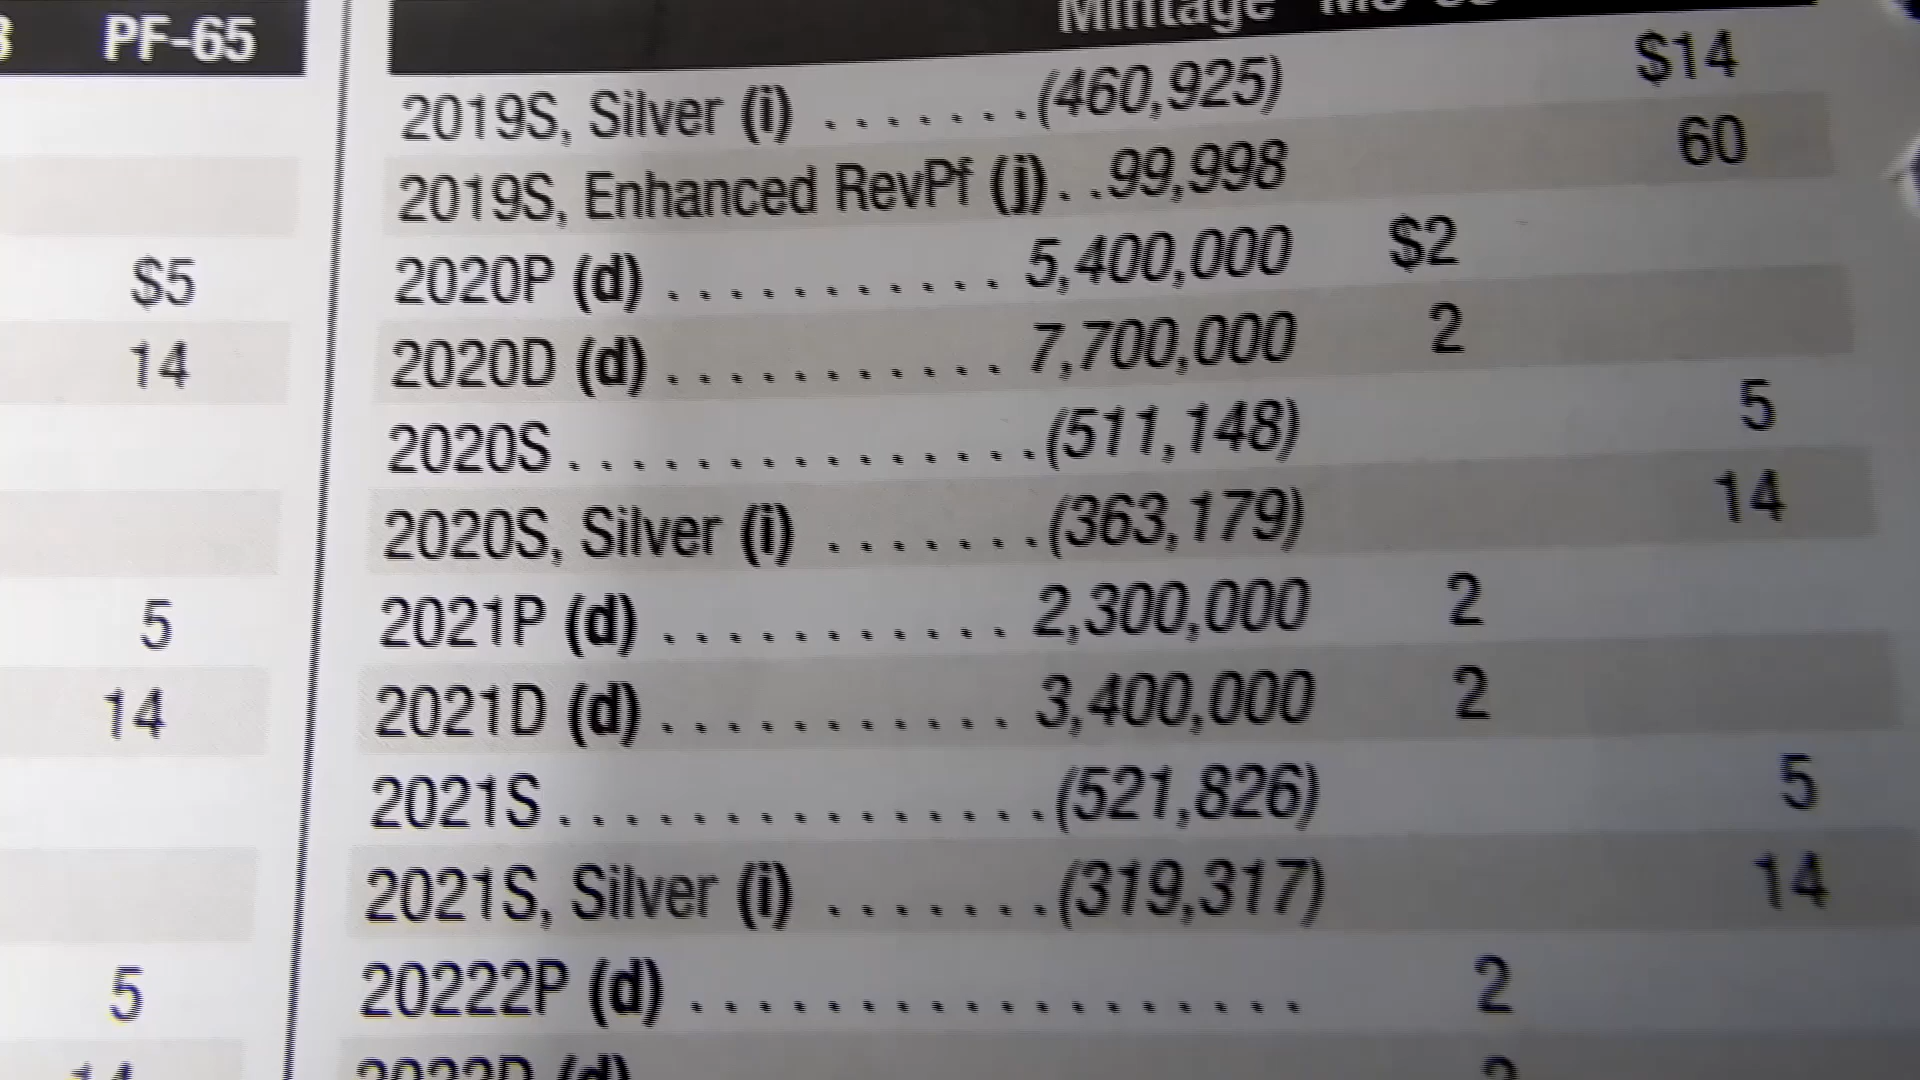 PF-65
$5
14
5
14
5
Mintage
2019S, Silver (i) . . . . . . . (460,925) $14
2019S, Enhanced RevPf (j) . . 99,998 60
2020P (d) . . . . . . . . . . . 5,400,000 $2
2020D (d) . . . . . . . . . . . 7,700,000 2
2020S . . . . . . . . . . . . . . . (511,148) 5
2020S, Silver (i) . . . . . . . (363,179) 14
2021P (d) . . . . . . . . . . . 2,300,000 2
2021D (d) . . . . . . . . . . . 3,400,000 2
2021S . . . . . . . . . . . . . . . (521,826) 5
2021S, Silver (i) . . . . . . . (319,317) 14
20222P (d) . . . . . . . . . . . . . . . . . . . 2